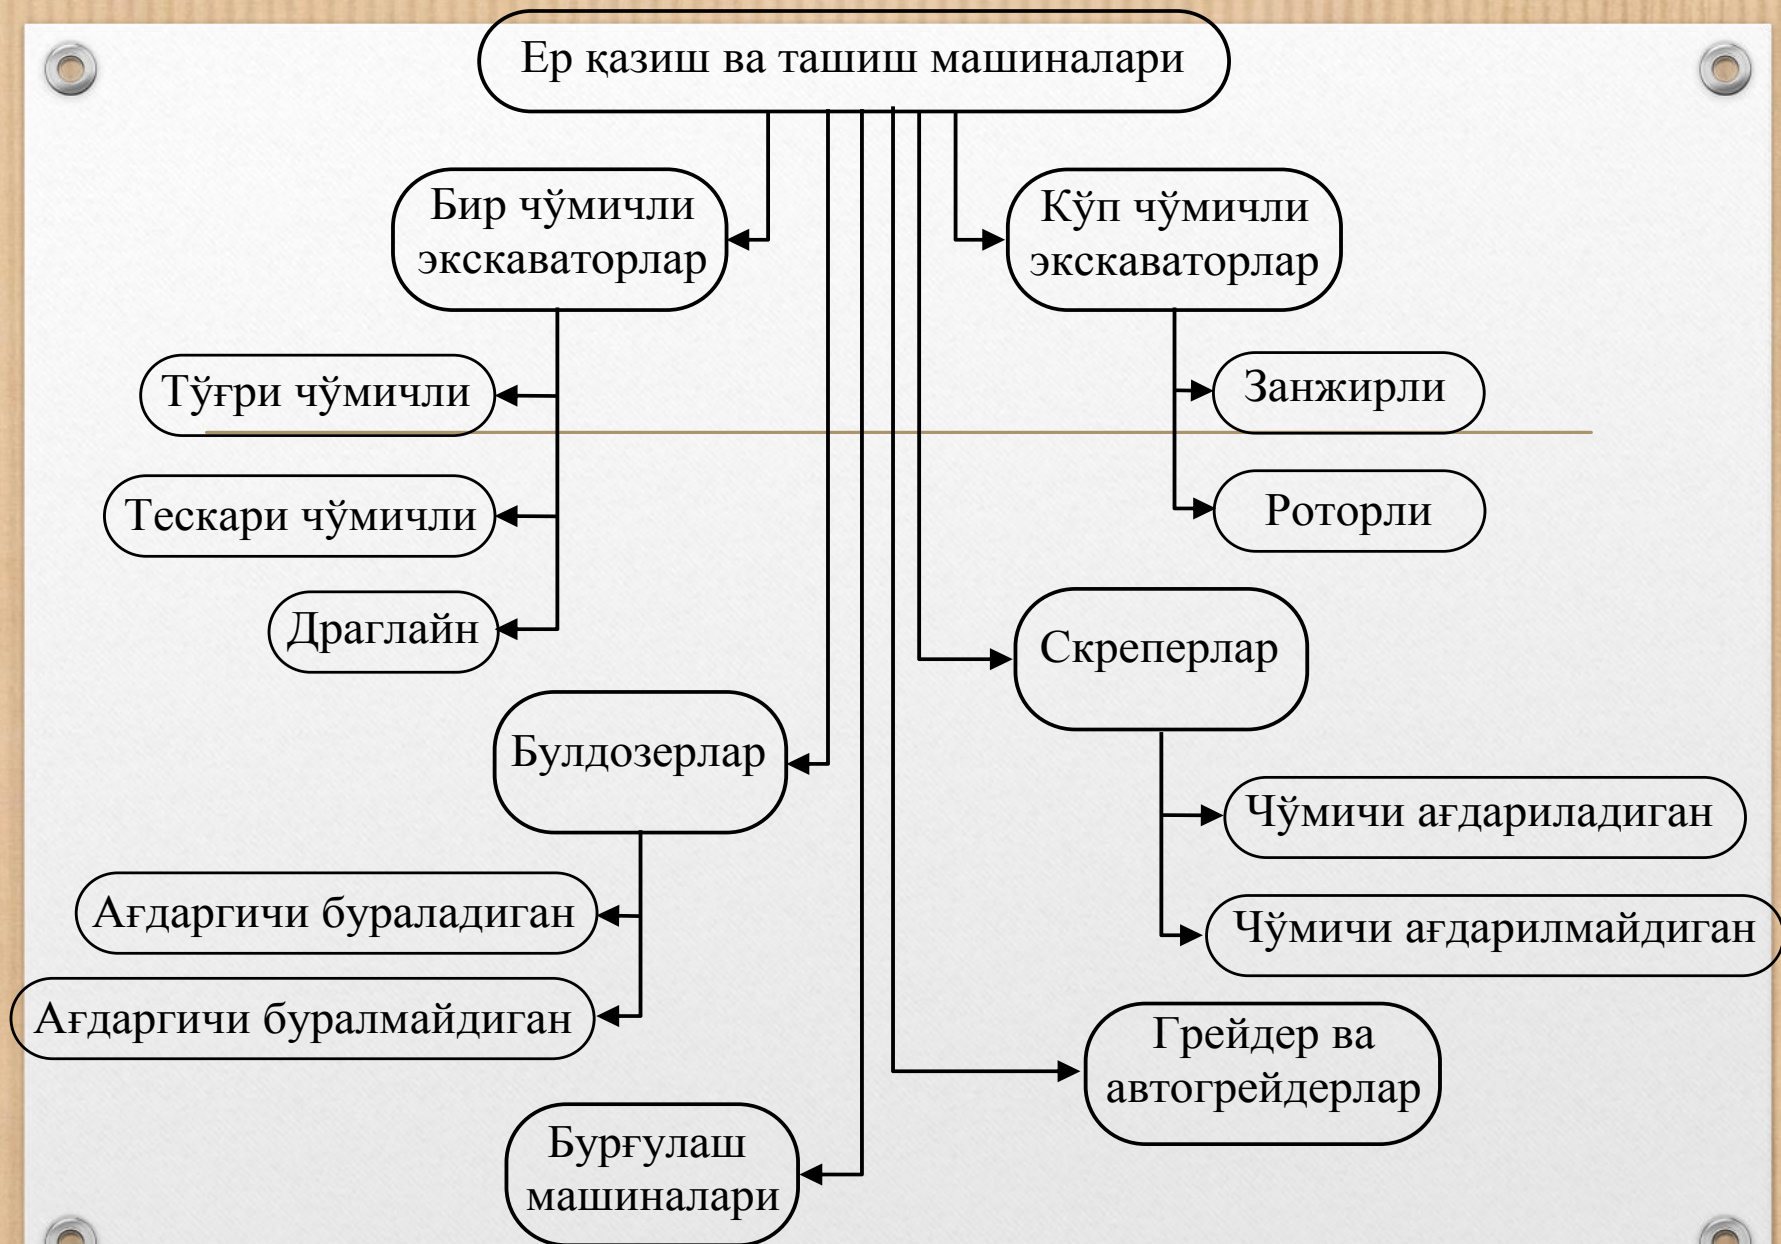 Ер қазиш ва ташиш машиналари
Бир чўмичли
экскаваторлар
Тўғри чўмичли
Тескари чўмичли
Драглайн
Кўп чўмичли
экскаваторлар
Занжирли
Роторли
Скреперлар
Чўмичи ағдариладиган
Чўмичи ағдарилмайдиган
Булдозерлар
Ағдаргичи бураладиган
Ағдаргичи буралмайдиган
Грейдер ва
автогрейдерлар
Бурғулаш
машиналари